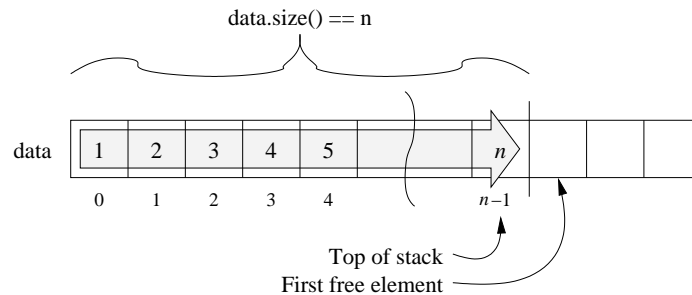 data.size() == n
data 1 2 3 4 5 n
0 1 2 3 4 n−1
Top of stack
First free element